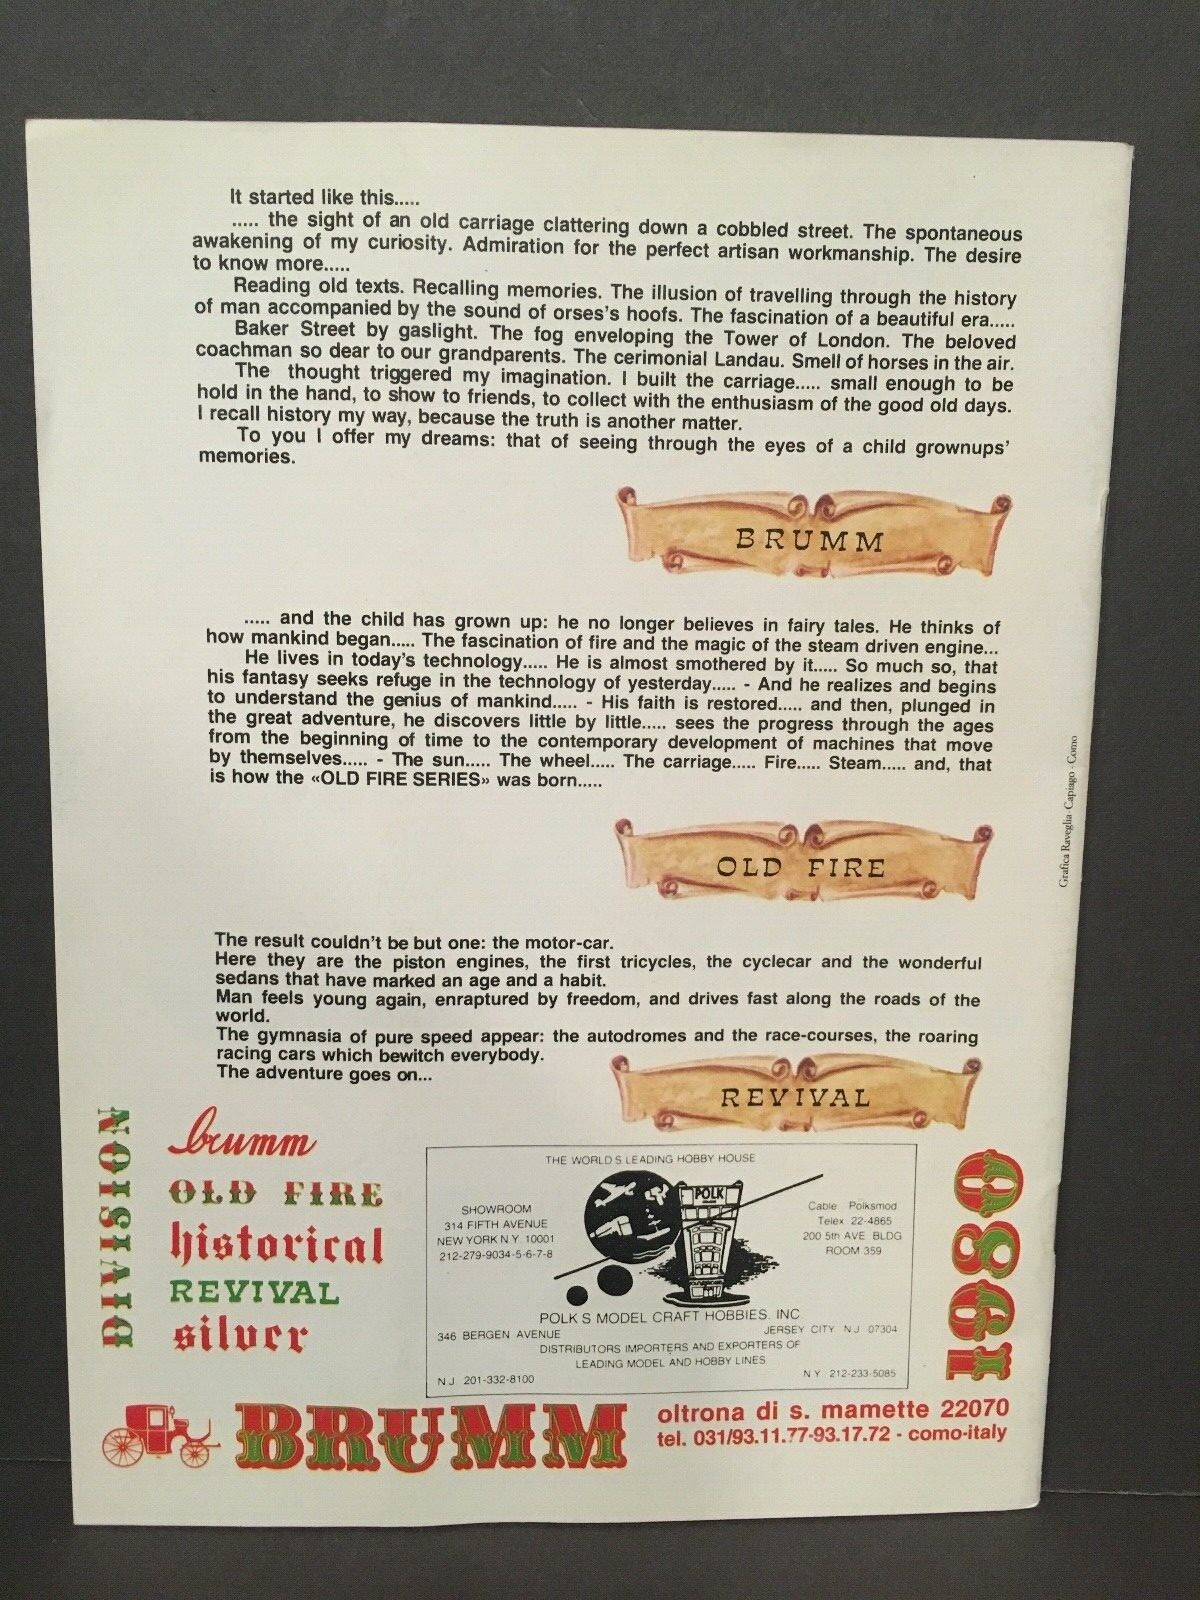 It started like this.....
..... the sight of an old carriage clattering down a cobbled street. The spontaneous
awakening of my curiosity. Admiration for the perfect artisan workmanship. The desire
to know more.....
Reading old texts. Recalling memories. The illusion of travelling through the history
of man accompanied by the sound of orses's hoofs. The fascination of a beautiful era.....
Baker Street by gaslight. The fog enveloping the Tower of London. The beloved
coachman so dear to our grandparents. The cerimonial Landau. Smell of horses in the air.
The thought triggered my imagination. I built the carriage..... small enough to be
hold in the hand, to show to friends, to collect with the enthusiasm of the good old days.
I recall history my way, because the truth is another matter.
To you I offer my dreams: that of seeing through the eyes of a child grownups'
memories.
BRUMM
..... and the child has grown up: he no longer believes in fairy tales. He thinks of
how mankind began..... The fascination of fire and the magic of the steam driven engine...
He lives in today's technology..... He is almost smothered by it..... So much so, that
his fantasy seeks refuge in the technology of yesterday..... - And he realizes and begins
to understand the genius of mankind..... - His faith is restored..... and then, plunged in
the great adventure, he discovers little by little..... sees the progress through the ages
from the beginning of time to the contemporary development of machines that move
by themselves..... - The sun..... The wheel..... The carriage..... Fire..... Steam..... and, that
is how the «OLD FIRE SERIES» was born.....
Grafica Raveglia - Capiago - Como
OLD FIRE
The result couldn't be but one: the motor-car.
Here they are the piston engines, the first tricycles, the cyclecar and the wonderful
sedans that have marked an age and a habit.
Man feels young again, enraptured by freedom, and drives fast along the roads of the
world.
The gymnasia of pure speed appear: the autodromes and the race-courses, the roaring
racing cars which bewitch everybody.
The adventure goes on...
REVIVAL
DIVISION
brumm
OLD FIRE
historical
REVIVAL
silver
THE WORLD S LEADING HOBBY HOUSE
SHOWROOM
314 FIFTH AVENUE
NEW YORK N Y 10001
212-279-9034-5-6-7-8
POLK
Cable Polksmod
Telex 22-4865
200 5th AVE BLDG
ROOM 359
POLK S MODEL CRAFT HOBBIES. INC
346 BERGEN AVENUE
JERSEY CITY N J 07304
DISTRIBUTORS IMPORTERS AND EXPORTERS OF
LEADING MODEL AND HOBBY LINES
N J 201-332-8100
N Y 212-233-5085
1980
BRUMM
oltrona di s. mamette 22070
tel. 031/93.11.77-93.17.72 - como-italy